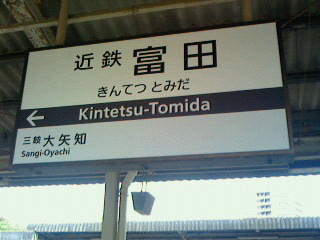 近鉄富田
きんてつ とみだ
← Kintetsu-Tomida
三岐 大矢知
Sangi-Oyachi